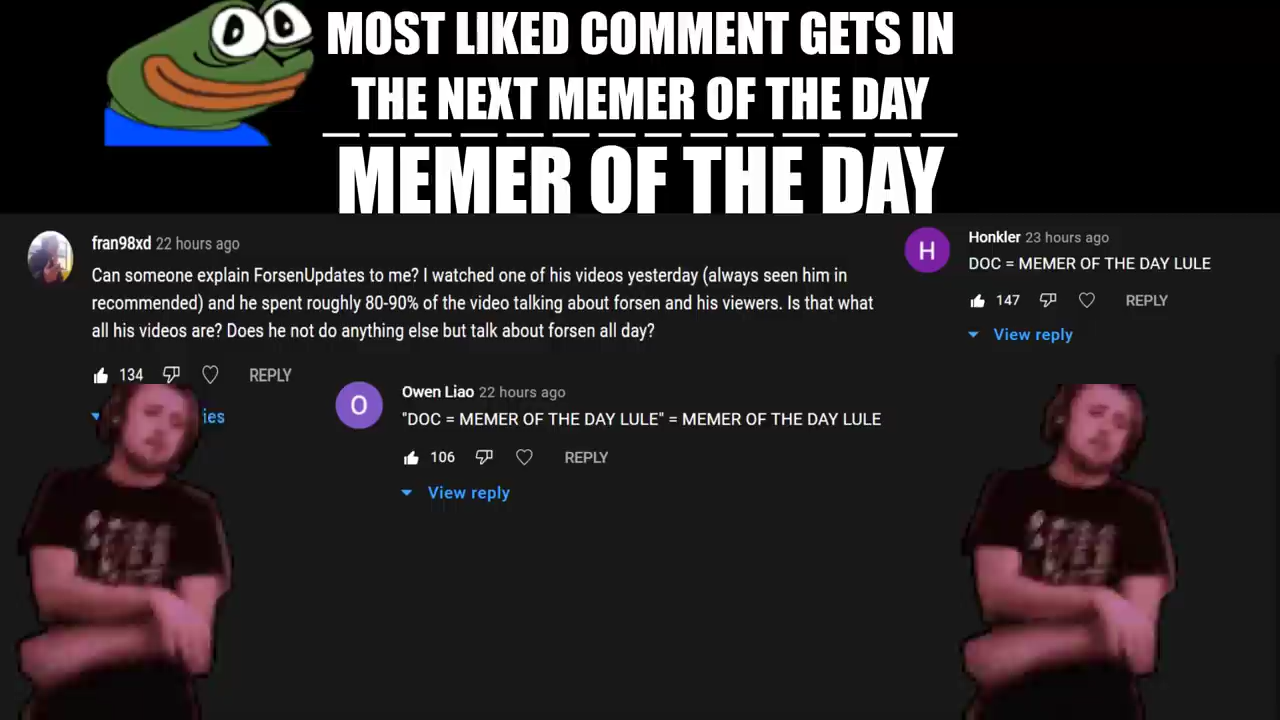 MOST LIKED COMMENT GETS IN
THE NEXT MEMER OF THE DAY
MEMER OF THE DAY
fran98xd 22 hours ago
Can someone explain ForsenUpdates to me? I watched one of his videos yesterday (always seen him in
recommended) and he spent roughly 80-90% of the video talking about forsen and his viewers. Is that what
all his videos are? Does he not do anything else but talk about forsen all day?
134 REPLY
ies
H
Honkler 23 hours ago
DOC = MEMER OF THE DAY LULE
147 REPLY
View reply
O
Owen Liao 22 hours ago
"DOC = MEMER OF THE DAY LULE" = MEMER OF THE DAY LULE
106 REPLY
View reply